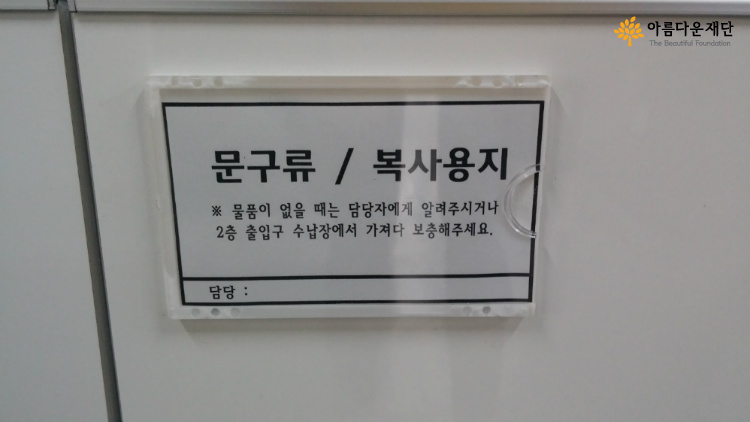 아름다운재단
The Beautiful Foundation
문구류 / 복사용지
※ 물품이 없을 때는 담당자에게 알려주시거나
2층 출입구 수납장에서 가져다 보충해주세요.
담당 :